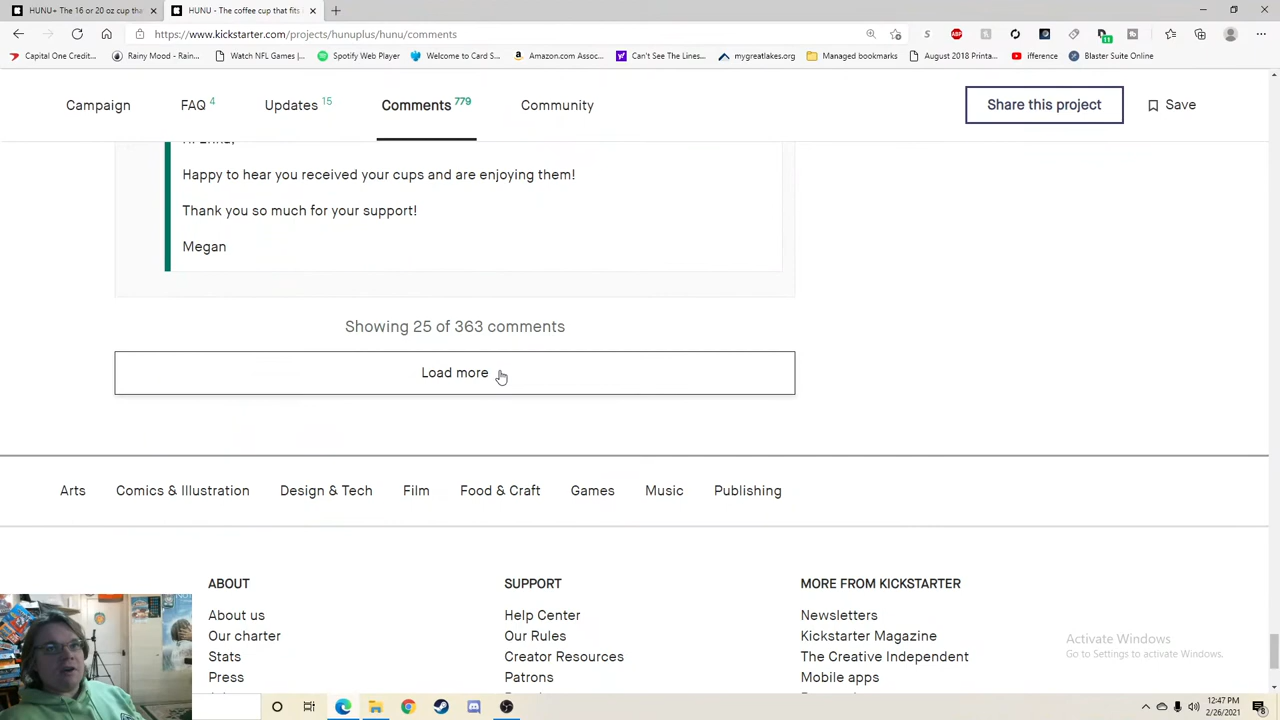 HUNU+ The 16 or 20 oz cup tha
HUNU - The coffee cup that fits
https://www.kickstarter.com/projects/hunuplus/hunu/comments
Capital One Credit...
Rainy Mood - Rain...
Watch NFL Games |...
Spotify Web Player
Welcome to Card S...
Amazon.com Assoc...
Can't See The Lines...
mygreatlakes.org
Managed bookmarks
August 2018 Printa...
ifference
Blaster Suite Online
Campaign
FAQ 4
Updates 15
Comments 779
Community
Share this project
Save
Happy to hear you received your cups and are enjoying them!
Thank you so much for your support!
Megan
Showing 25 of 363 comments
Load more
Arts
Comics & Illustration
Design & Tech
Film
Food & Craft
Games
Music
Publishing
ABOUT
SUPPORT
MORE FROM KICKSTARTER
About us
Help Center
Newsletters
Our charter
Our Rules
Kickstarter Magazine
Stats
Creator Resources
The Creative Independent
Press
Patrons
Mobile apps
Activate Windows
Go to Settings to activate Windows.
12:47 PM
2/26/2021